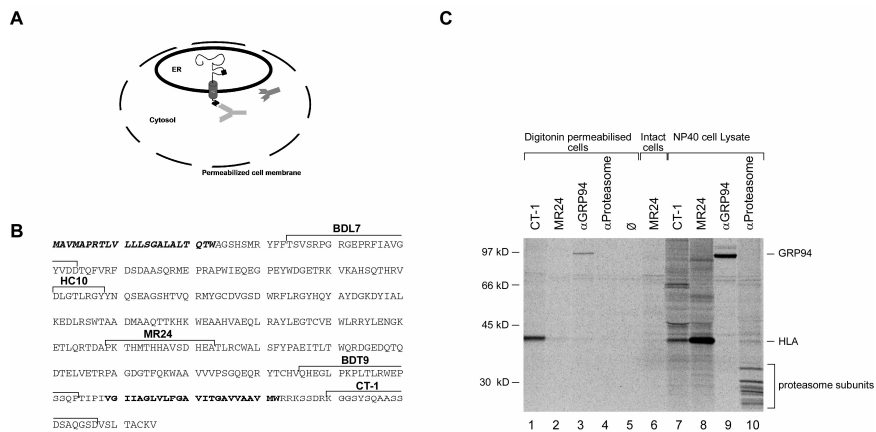 A
ER
Cytosol
Permeabilized cell membrane
B
BDL7
MAVMAPRTLV LLLSGALALT QTWAGSHSMR YFFTSVSRPG RGEPRFIAVG
YVDDTQFVRF DSDAASQRME PRAPWIEQEG PEYWDGETRK VKAHSQTHRV
HC10
DLGTLRGYYN QSEAGSHTVQ RMYGCDVGSD WRFLRGYHQY AYDGKDYIAL
KEDLRSWTAA DMAAQTTKHK WEAAHVAEQL RAYLEGTCVE WLRRYLENGK
MR24
ETLQRTDAPK THMTHHAVSD HEATLRCWAL SFYPAEITLT WQRDGEDQTQ
BDT9
DTELVETRPA GDGTFQKWAA VVVPSGQEQR YTCHVQHEGL PKPLTLRWEP
CT-1
SSQPTIPIVG IIAGLVLFGA VITGAVVAAV MWRRKSSDRK GGSYSQAASS
DSAQGSDVSL TACKV
C
Digitonin permeabilised cells
Intact cells
NP40 cell Lysate
CT-1 MR24 αGRP94 αProteasome Ø MR24 CT-1 MR24 αGRP94 αProteasome
97 kD
66 kD
45 kD
30 kD
GRP94
HLA
proteasome subunits
1 2 3 4 5 6 7 8 9 10